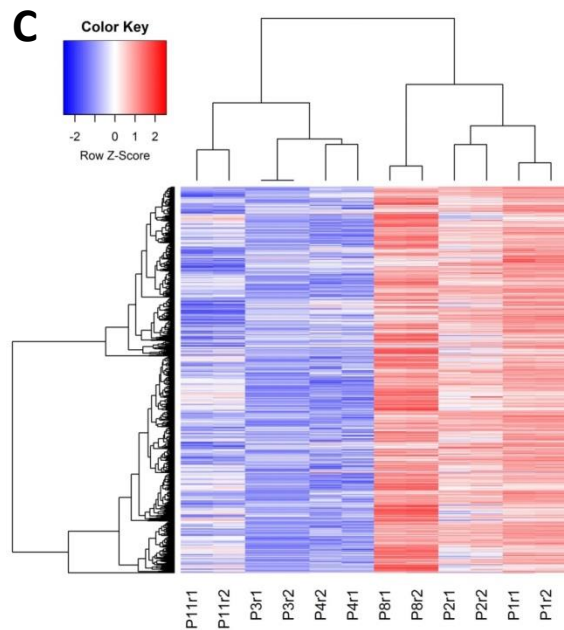 C
Color Key
-2 0 1 2
Row Z-Score
P11r1 P11r2 P3r1 P3r2 P4r2 P4r1 P8r1 P8r2 P2r1 P2r2 P1r1 P1r2